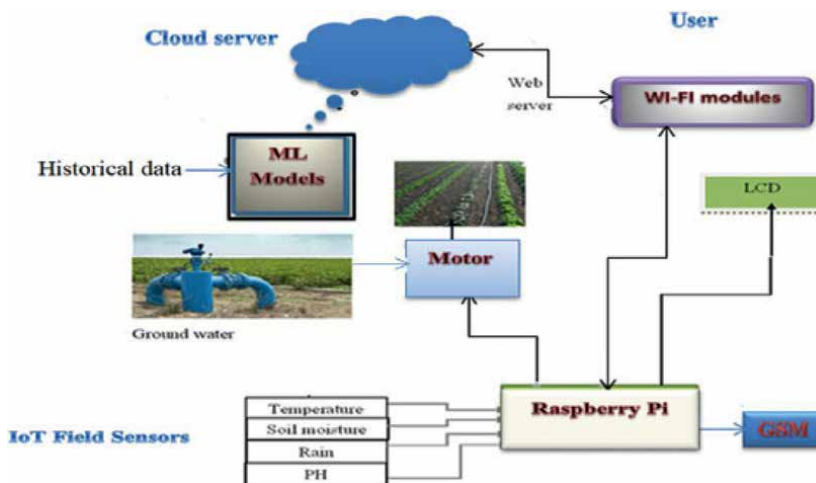 User
Cloud server
Web
server
WI-FI modules
Historical data
ML
Models
LCD
Motor
Ground water
Temperature
Soil moisture
Rain
PH
IoT Field Sensors
Raspberry Pi
GSM